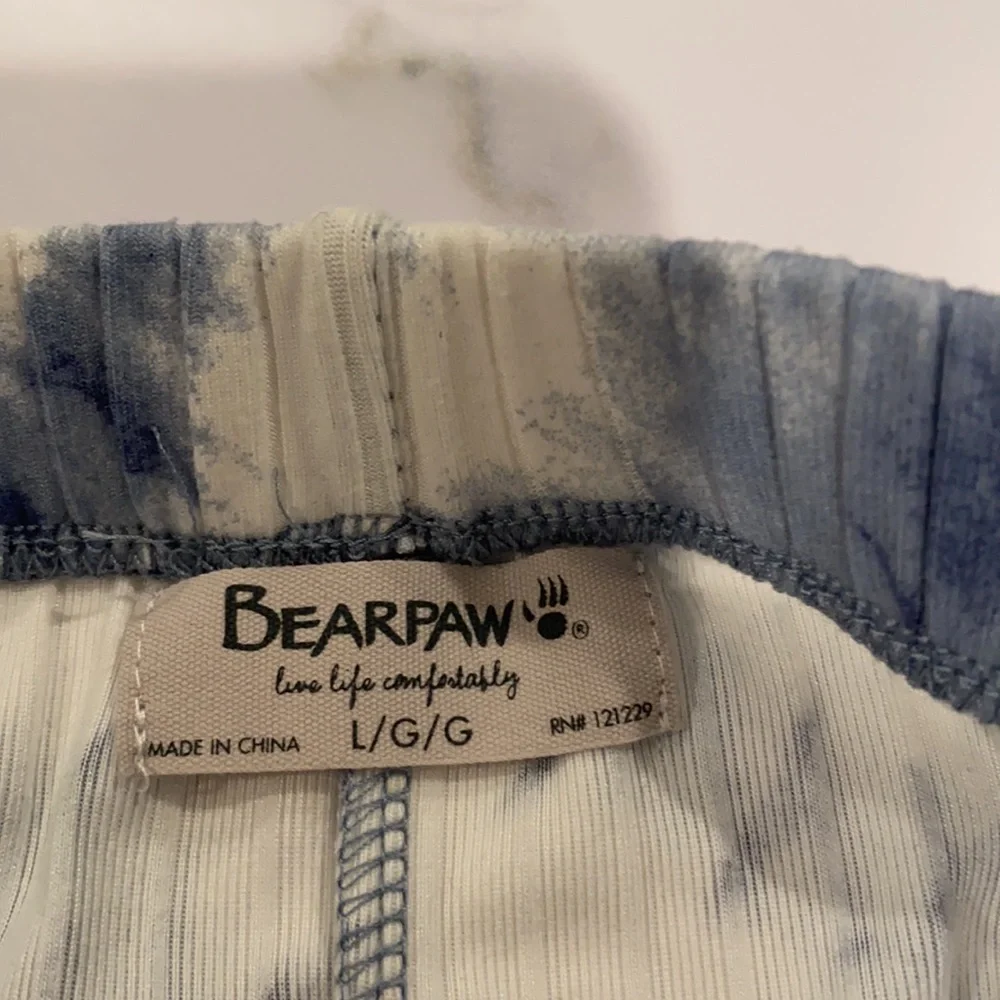 BEARPAW®
live life comfortably
L/G/G
MADE IN CHINA
RN# 121229